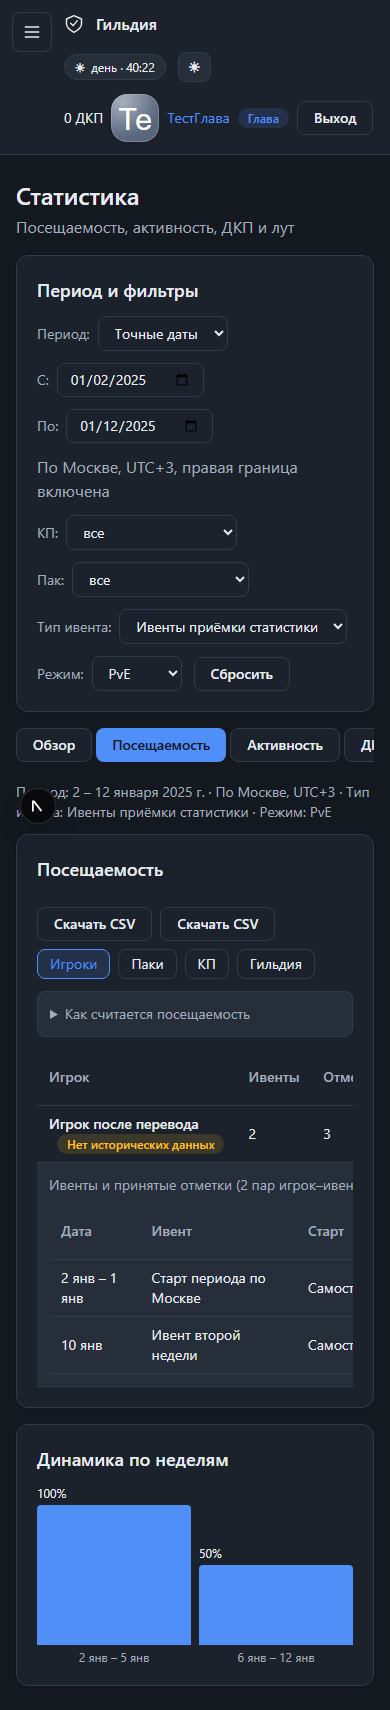 Гильдия
день · 40:22
0 ДКП Te ТестГлава Глава Выход
Статистика
Посещаемость, активность, ДКП и лут
Период и фильтры
Период: Точные даты
С: 01/02/2025
По: 01/12/2025
По Москве, UTC+3, правая граница
включена
КП: все
Пак: все
Тип ивента: Ивенты приёмки статистики
Режим: PvE Сбросить
Обзор Посещаемость Активность
2 – 12 января 2025 г. · По Москве, UTC+3 · Тип
Ивенты приёмки статистики · Режим: PvE
Посещаемость
Скачать CSV Скачать CSV
Игроки Паки КП Гильдия
▶ Как считается посещаемость
Игрок Ивенты
Игрок после перевода 2 3
Нет исторических данных
Ивенты и принятые отметки (2 пар игрок–ивен
Дата Ивент Старт
2 янв – 1 Старт периода по
янв Москве
10 янв Ивент второй
недели
Динамика по неделям
100%
50%
2 янв – 5 янв 6 янв – 12 янв